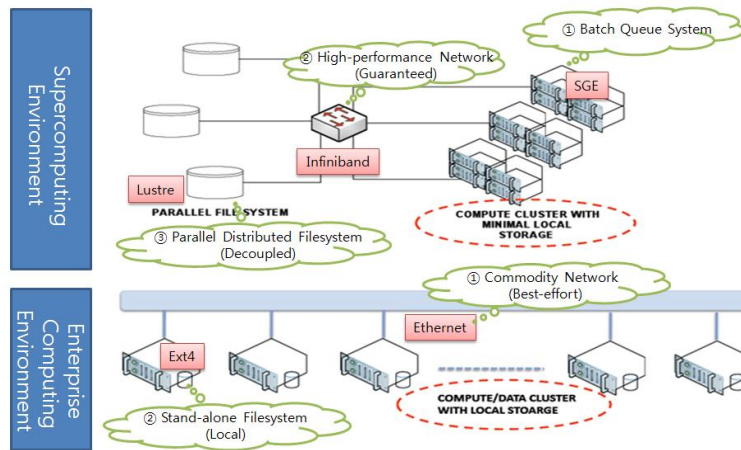 Supercomputing
Environment
① Batch Queue System
② High-performance Network
(Guaranteed)
SGE
Infiniband
Lustre
PARALLEL FILE SYSTEM
COMPUTE CLUSTER WITH
MINIMAL LOCAL
STORAGE
③ Parallel Distributed Filesystem
(Decoupled)
Enterprise
Computing
Environment
① Commodity Network
(Best-effort)
Ethernet
Ext4
COMPUTE/DATA CLUSTER
WITH LOCAL STOARGE
② Stand-alone Filesystem
(Local)